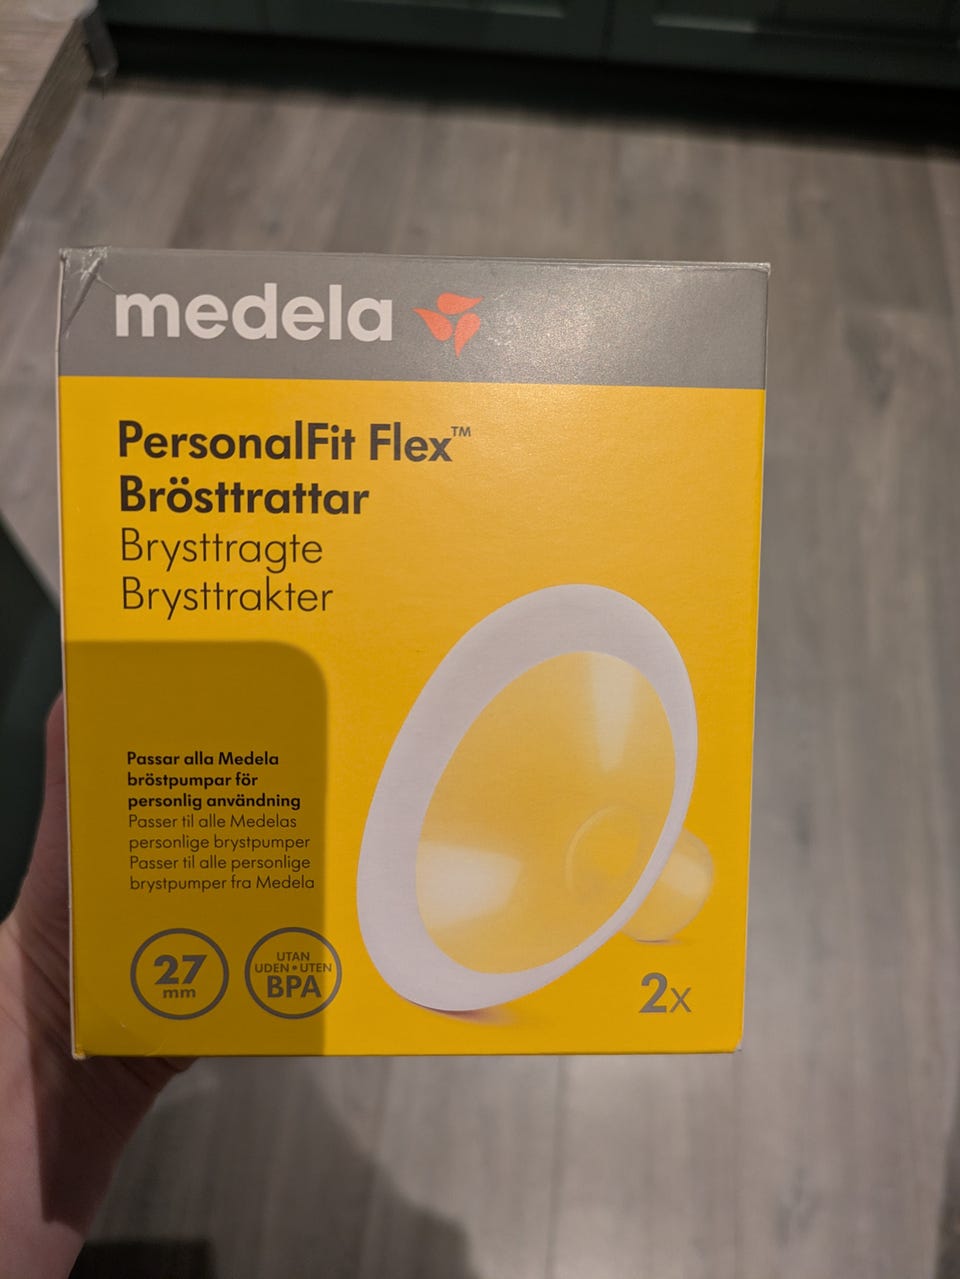 medela
PersonalFit Flex™
Brösttrattar
Brysttragte
Brysttrakter
Passar alla Medela
bröstpumpar för
personlig användning
Passer til alle Medelas
personlige brystpumper
Passer til alle personlige
brystpumper fra Medela
27
mm
UTAN
UDEN • UTEN
BPA
2x